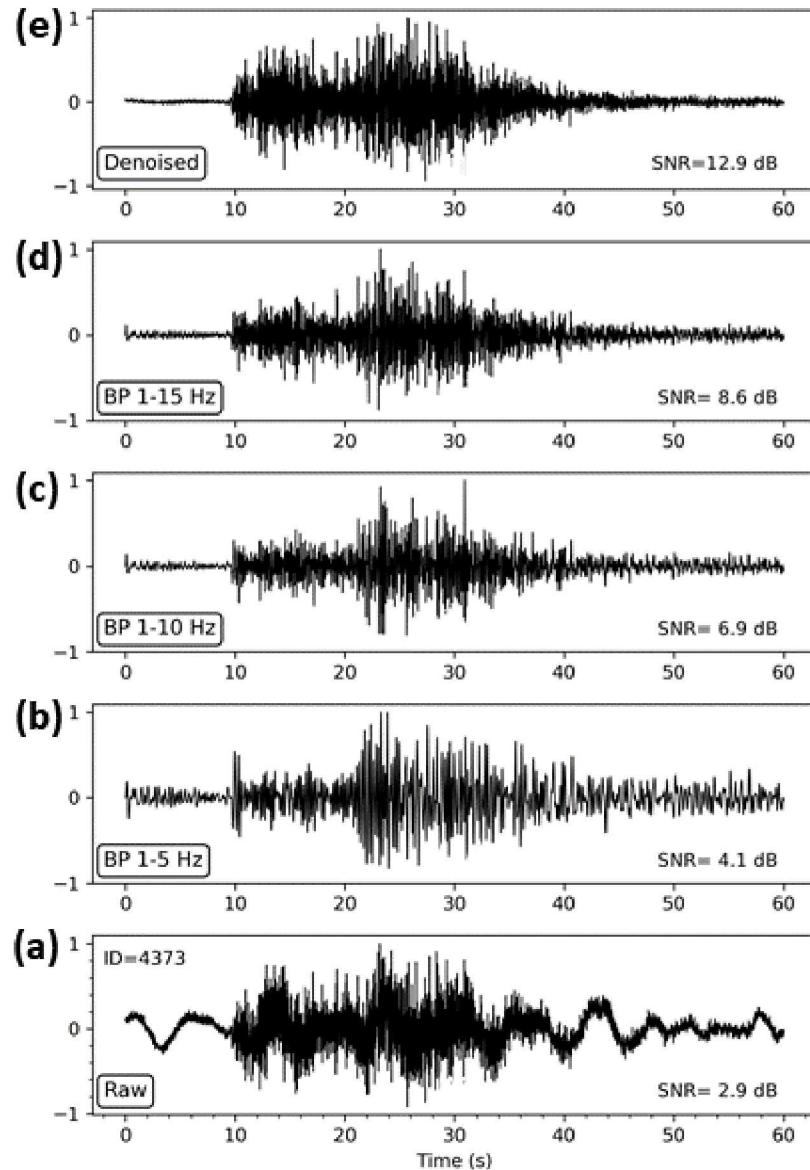 (e)
1
0
−1
Denoised
SNR=12.9 dB
0 10 20 30 40 50 60
(d)
1
0
−1
BP 1-15 Hz
SNR= 8.6 dB
0 10 20 30 40 50 60
(c)
1
0
−1
BP 1-10 Hz
SNR= 6.9 dB
0 10 20 30 40 50 60
(b)
1
0
−1
BP 1-5 Hz
SNR= 4.1 dB
0 10 20 30 40 50 60
(a)
1
0
−1
ID=4373
Raw
SNR= 2.9 dB
0 10 20 30 40 50 60
Time (s)